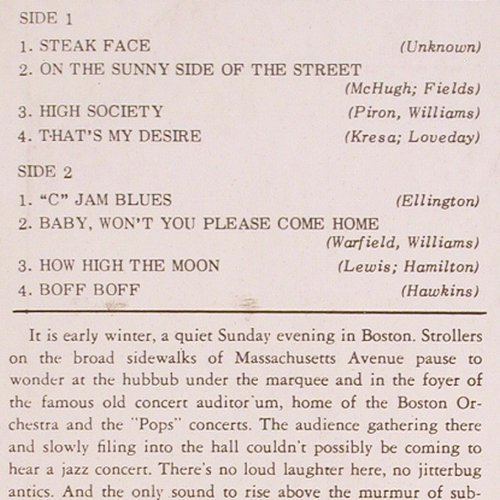 SIDE 1
1. STEAK FACE (Unknown)
2. ON THE SUNNY SIDE OF THE STREET
(McHugh; Fields)
3. HIGH SOCIETY (Piron, Williams)
4. THAT'S MY DESIRE (Kresa; Loveday)
SIDE 2
1. "C" JAM BLUES (Ellington)
2. BABY, WON'T YOU PLEASE COME HOME
(Warfield, Williams)
3. HOW HIGH THE MOON (Lewis; Hamilton)
4. BOFF BOFF (Hawkins)
It is early winter, a quiet Sunday evening in Boston. Strollers
on the broad sidewalks of Massachusetts Avenue pause to
wonder at the hubbub under the marquee and in the foyer of
the famous old concert auditor'um, home of the Boston Or-
chestra and the "Pops" concerts. The audience gathering there
and slowly filing into the hall couldn't possibly be coming to
hear a jazz concert. There's no loud laughter here, no jitterbug
antics. And the only sound to rise above the murmur of sub-